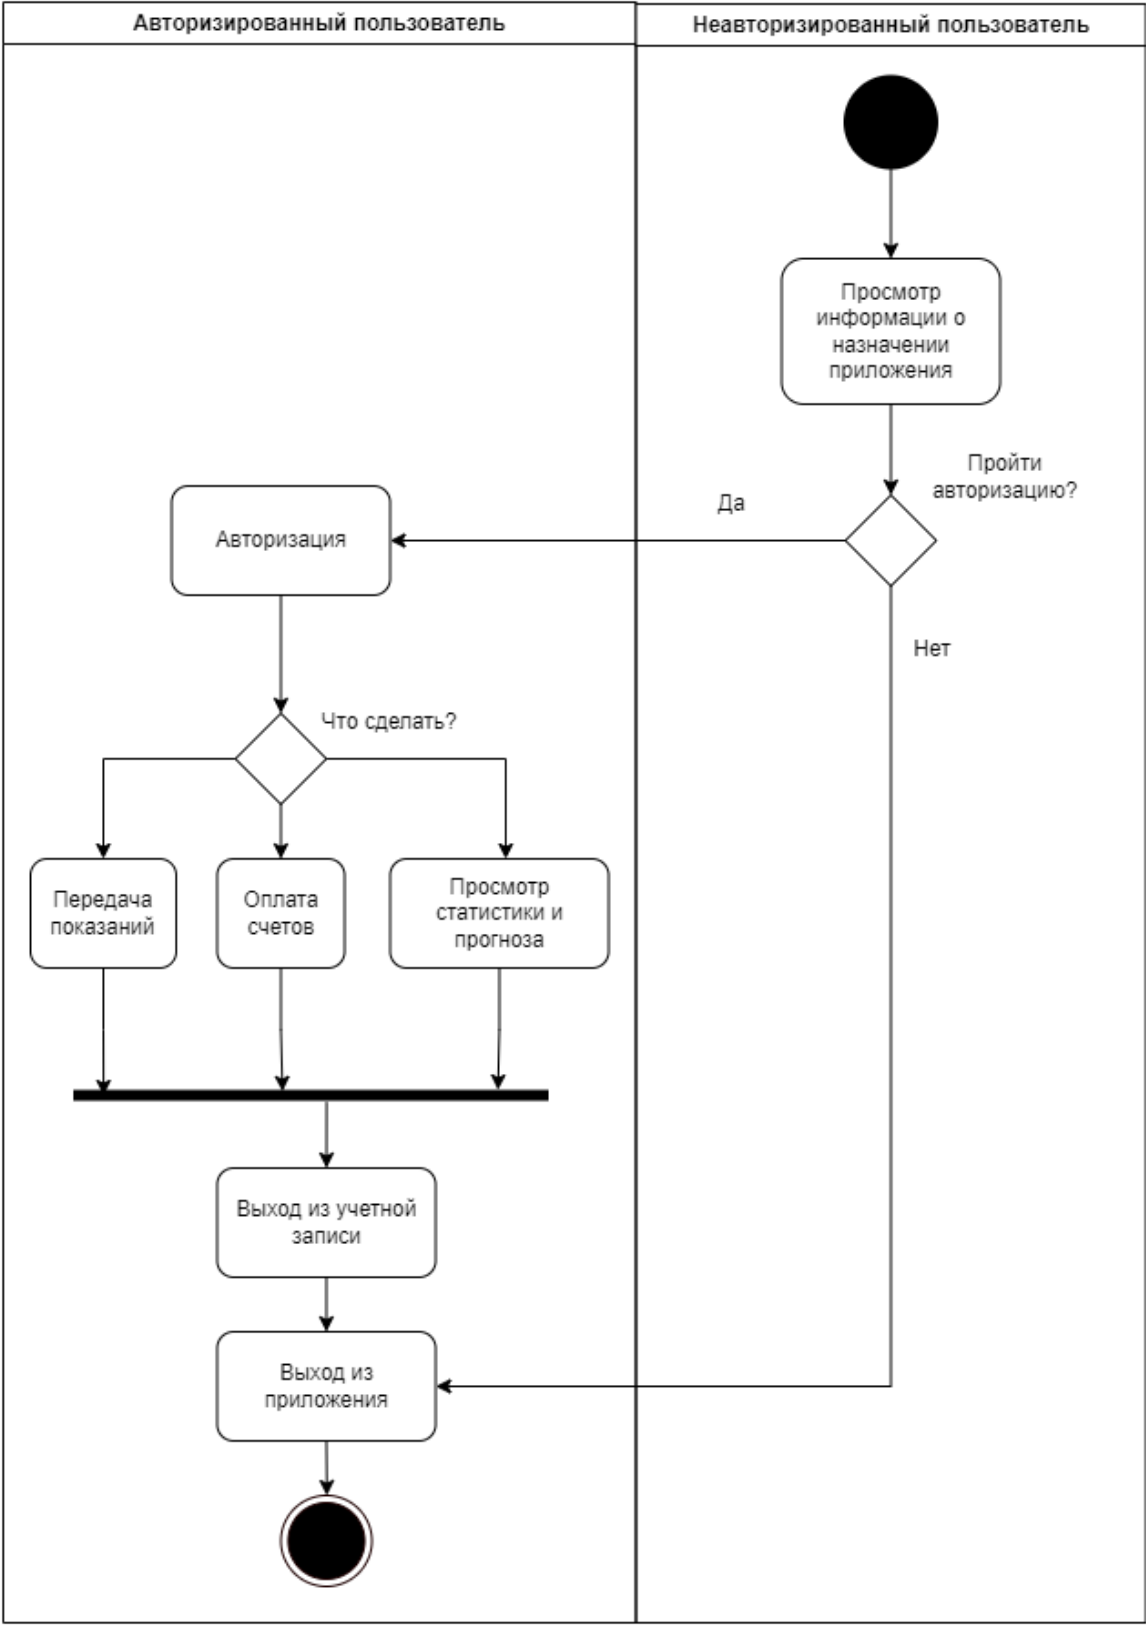 Авторизированный пользователь
Неавторизированный пользователь
Просмотр
информации о
назначении
приложения
Пройти
авторизацию?
Да
Авторизация
Нет
Что сделать?
Передача
показаний
Оплата
счетов
Просмотр
статистики и
прогноза
Выход из учетной
записи
Выход из
приложения